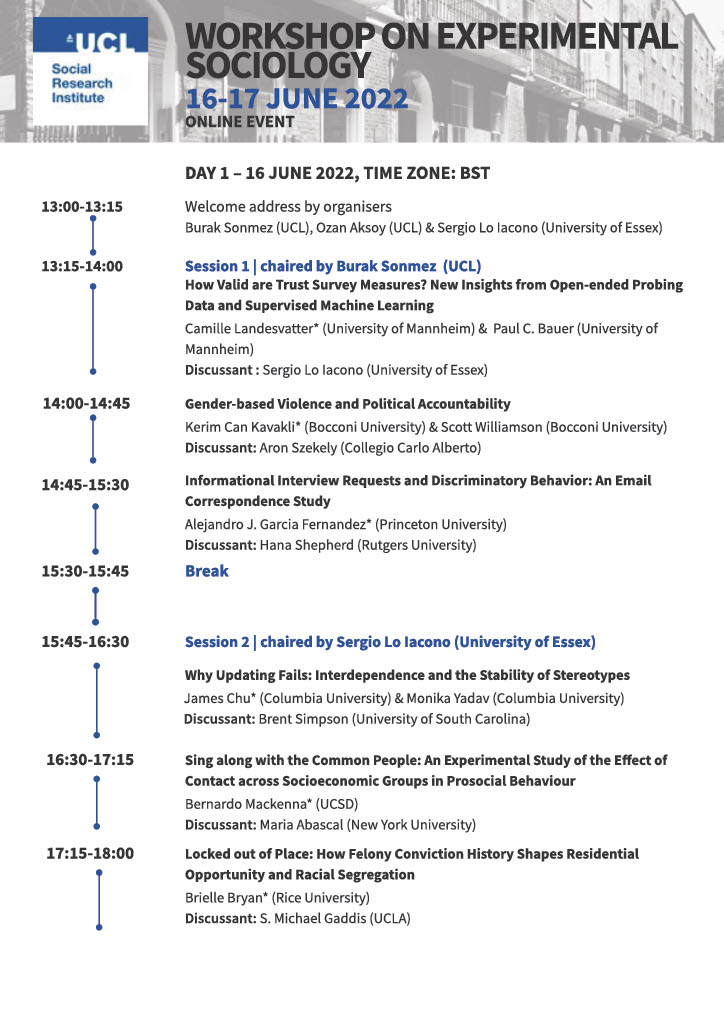 UCL
Social
Research
Institute
WORKSHOP ON EXPERIMENTAL
SOCIOLOGY
16-17 JUNE 2022
ONLINE EVENT
DAY 1 – 16 JUNE 2022, TIME ZONE: BST
13:00-13:15
Welcome address by organisers
Burak Sonmez (UCL), Ozan Aksoy (UCL) & Sergio Lo Iacono (University of Essex)
13:15-14:00
Session 1 | chaired by Burak Sonmez (UCL)
How Valid are Trust Survey Measures? New Insights from Open-ended Probing
Data and Supervised Machine Learning
Camille Landesvatter* (University of Mannheim) & Paul C. Bauer (University of
Mannheim)
Discussant : Sergio Lo Iacono (University of Essex)
14:00-14:45
Gender-based Violence and Political Accountability
Kerim Can Kavakli* (Bocconi University) & Scott Williamson (Bocconi University)
Discussant: Aron Szekely (Collegio Carlo Alberto)
14:45-15:30
Informational Interview Requests and Discriminatory Behavior: An Email
Correspondence Study
Alejandro J. Garcia Fernandez* (Princeton University)
Discussant: Hana Shepherd (Rutgers University)
15:30-15:45
Break
15:45-16:30
Session 2 | chaired by Sergio Lo Iacono (University of Essex)
Why Updating Fails: Interdependence and the Stability of Stereotypes
James Chu* (Columbia University) & Monika Yadav (Columbia University)
Discussant: Brent Simpson (University of South Carolina)
16:30-17:15
Sing along with the Common People: An Experimental Study of the Effect of
Contact across Socioeconomic Groups in Prosocial Behaviour
Bernardo Mackenna* (UCSD)
Discussant: Maria Abascal (New York University)
17:15-18:00
Locked out of Place: How Felony Conviction History Shapes Residential
Opportunity and Racial Segregation
Brielle Bryan* (Rice University)
Discussant: S. Michael Gaddis (UCLA)